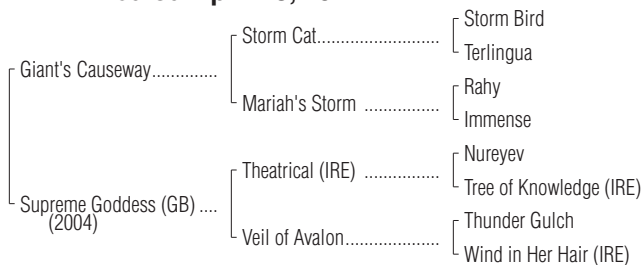 Storm Bird
Storm Cat
Terlingua
Giant's Causeway
Rahy
Mariah's Storm
Immense
Nureyev
Theatrical (IRE)
Tree of Knowledge (IRE)
Supreme Goddess (GB)
(2004)
Thunder Gulch
Veil of Avalon
Wind in Her Hair (IRE)